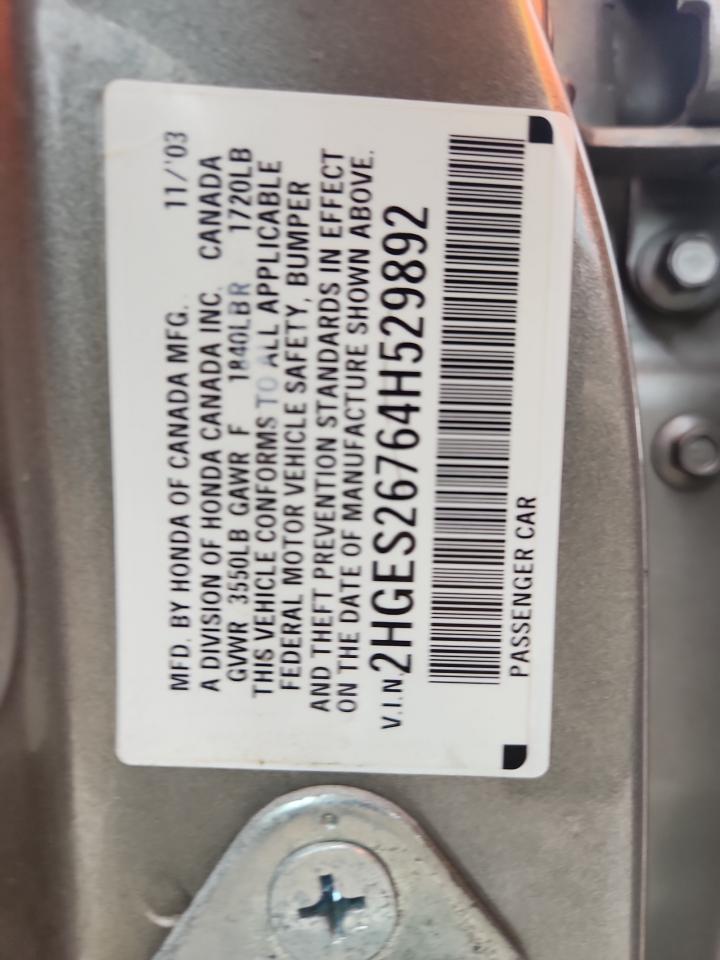 MFD. BY HONDA OF CANADA MFG. 11/'03
A DIVISION OF HONDA CANADA INC. CANADA
GVWR 3550LB GAWR F 1840LB R 1720LB
THIS VEHICLE CONFORMS TO ALL APPLICABLE
FEDERAL MOTOR VEHICLE SAFETY, BUMPER
AND THEFT PREVENTION STANDARDS IN EFFECT
ON THE DATE OF MANUFACTURE SHOWN ABOVE.
V.I.N. 2HGES26764H529892
PASSENGER CAR